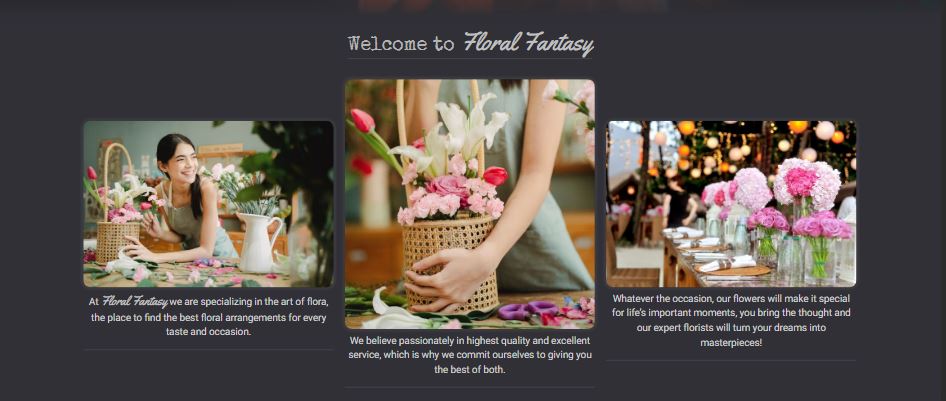 Welcome to Floral Fantasy
At Floral Fantasy we are specializing in the art of flora,
the place to find the best floral arrangements for every
taste and occasion.
We believe passionately in highest quality and excellent
service, which is why we commit ourselves to giving you
the best of both.
Whatever the occasion, our flowers will make it special
for life's important moments, you bring the thought and
our expert florists will turn your dreams into
masterpieces!